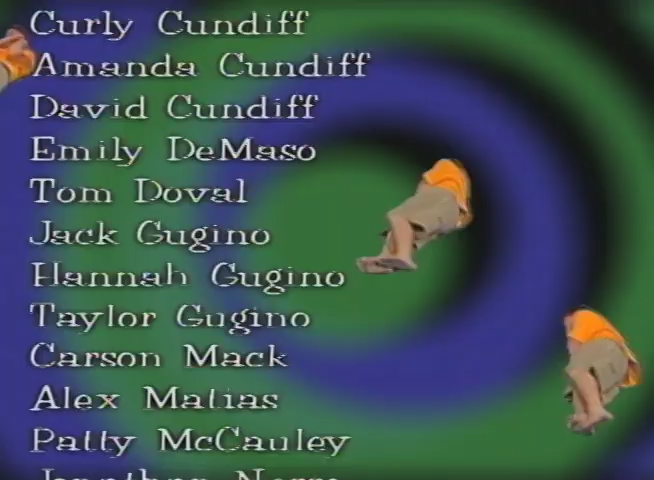 Curly Cundiff
Amanda Cundiff
David Cundiff
Emily DeMaso
Tom Doval
Jack Gugino
Hannah Gugino
Taylor Gugino
Carson Mack
Alex Matias
Patty McCauley